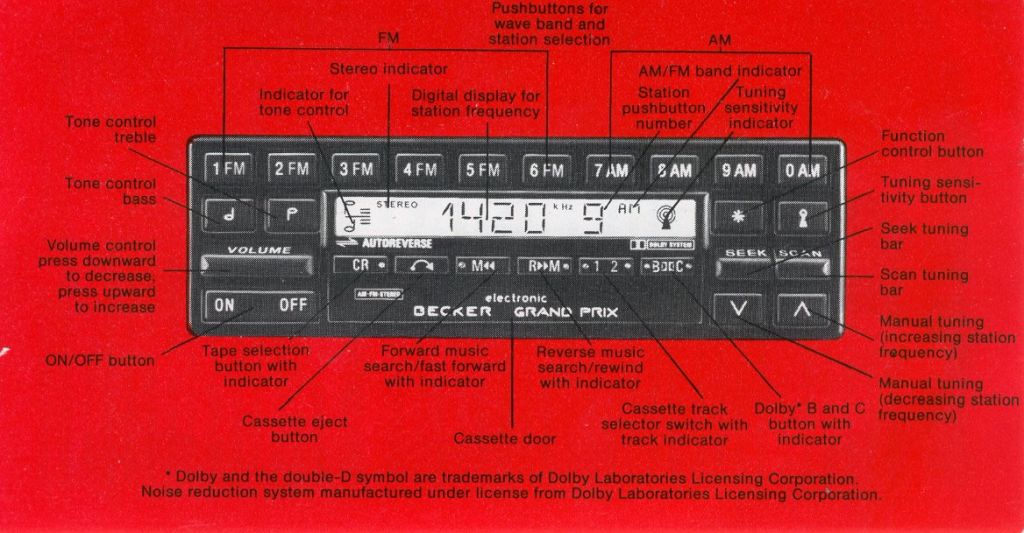 Pushbuttons for
wave band and
station selection
FM
AM
Stereo indicator
AM/FM band indicator
Indicator for
tone control
Digital display for
station frequency
Station
pushbutton
number
Tuning
sensitivity
indicator
Tone control
treble
Function
control button
Tone control
bass
Tuning sensi-
tivity button
Volume control
press downward
to decrease,
press upward
to increase
Seek tuning
bar
Scan tuning
bar
ON/OFF button
Manual tuning
(increasing station
frequency)
Manual tuning
(decreasing station
frequency)
1 FM 2 FM 3 FM 4 FM 5 FM 6 FM 7 AM 8 AM 9 AM 0 AM
STEREO 1420 kHz 9 AM
AUTOREVERSE DOLBY SYSTEM
VOLUME
SEEK SCAN
CR M R M 1 2 B C
ON OFF
AM-FM-STEREO
electronic
BECKER GRAND PRIX
Tape selection
button with
indicator
Forward music
search/fast forward
with indicator
Reverse music
search/rewind
with indicator
Cassette eject
button
Cassette door
Cassette track
selector switch with
track indicator
Dolby* B and C
button with
indicator
* Dolby and the double-D symbol are trademarks of Dolby Laboratories Licensing Corporation.
Noise reduction system manufactured under license from Dolby Laboratories Licensing Corporation.